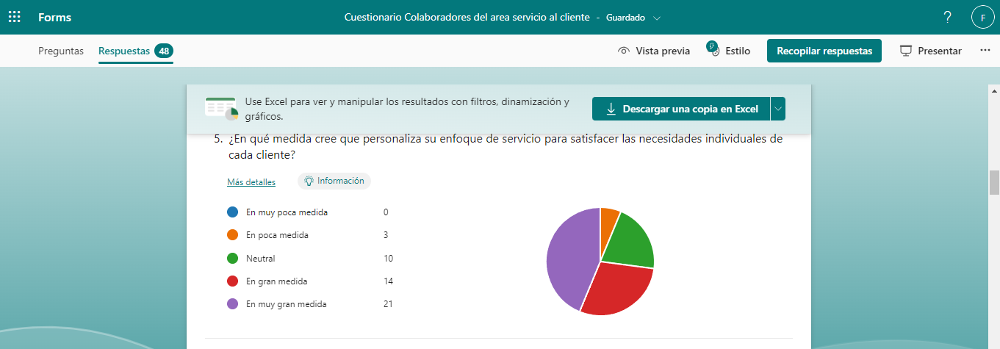 Forms
Cuestionario Colaboradores del area servicio al cliente - Guardado
?
F
Preguntas
Respuestas 48
Vista previa
Estilo
Recopilar respuestas
Presentar
...
Use Excel para ver y manipular los resultados con filtros, dinamización y
gráficos.
Descargar una copia en Excel
5. ¿En qué medida cree que personaliza su enfoque de servicio para satisfacer las necesidades individuales de
cada cliente?
Más detalles
Información
En muy poca medida 0
En poca medida 3
Neutral 10
En gran medida 14
En muy gran medida 21